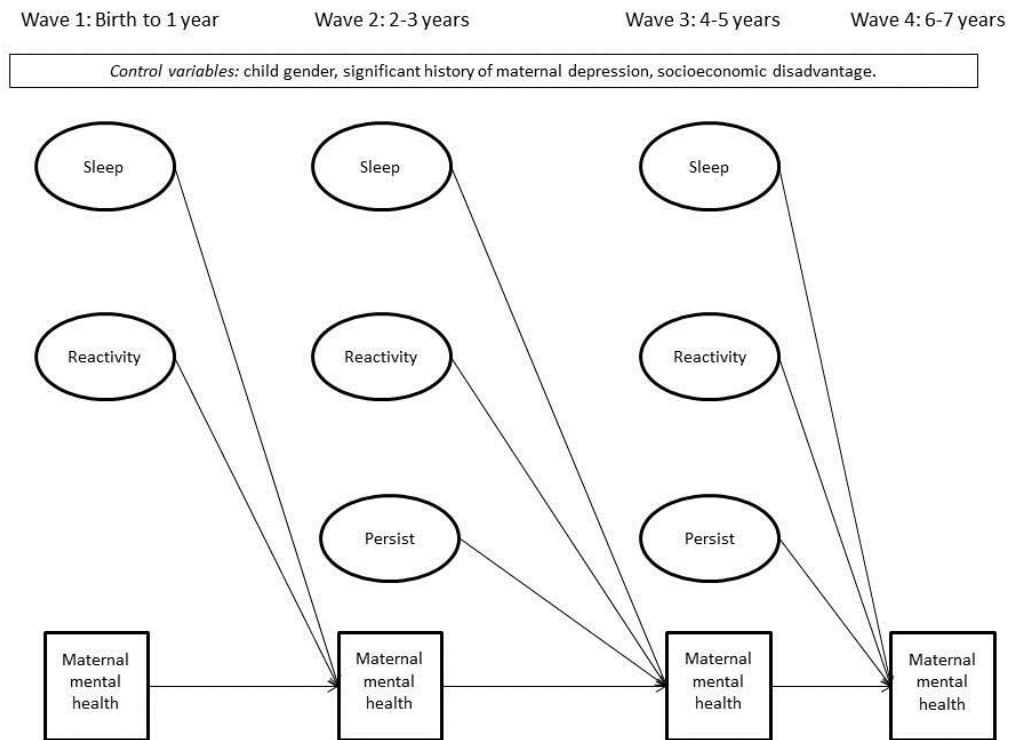 Wave 1: Birth to 1 year Wave 2: 2-3 years Wave 3: 4-5 years Wave 4: 6-7 years
Control variables: child gender, significant history of maternal depression, socioeconomic disadvantage.
Sleep Sleep Sleep
Reactivity Reactivity Reactivity
Persist Persist
Maternal Maternal Maternal Maternal
mental mental mental mental
health health health health